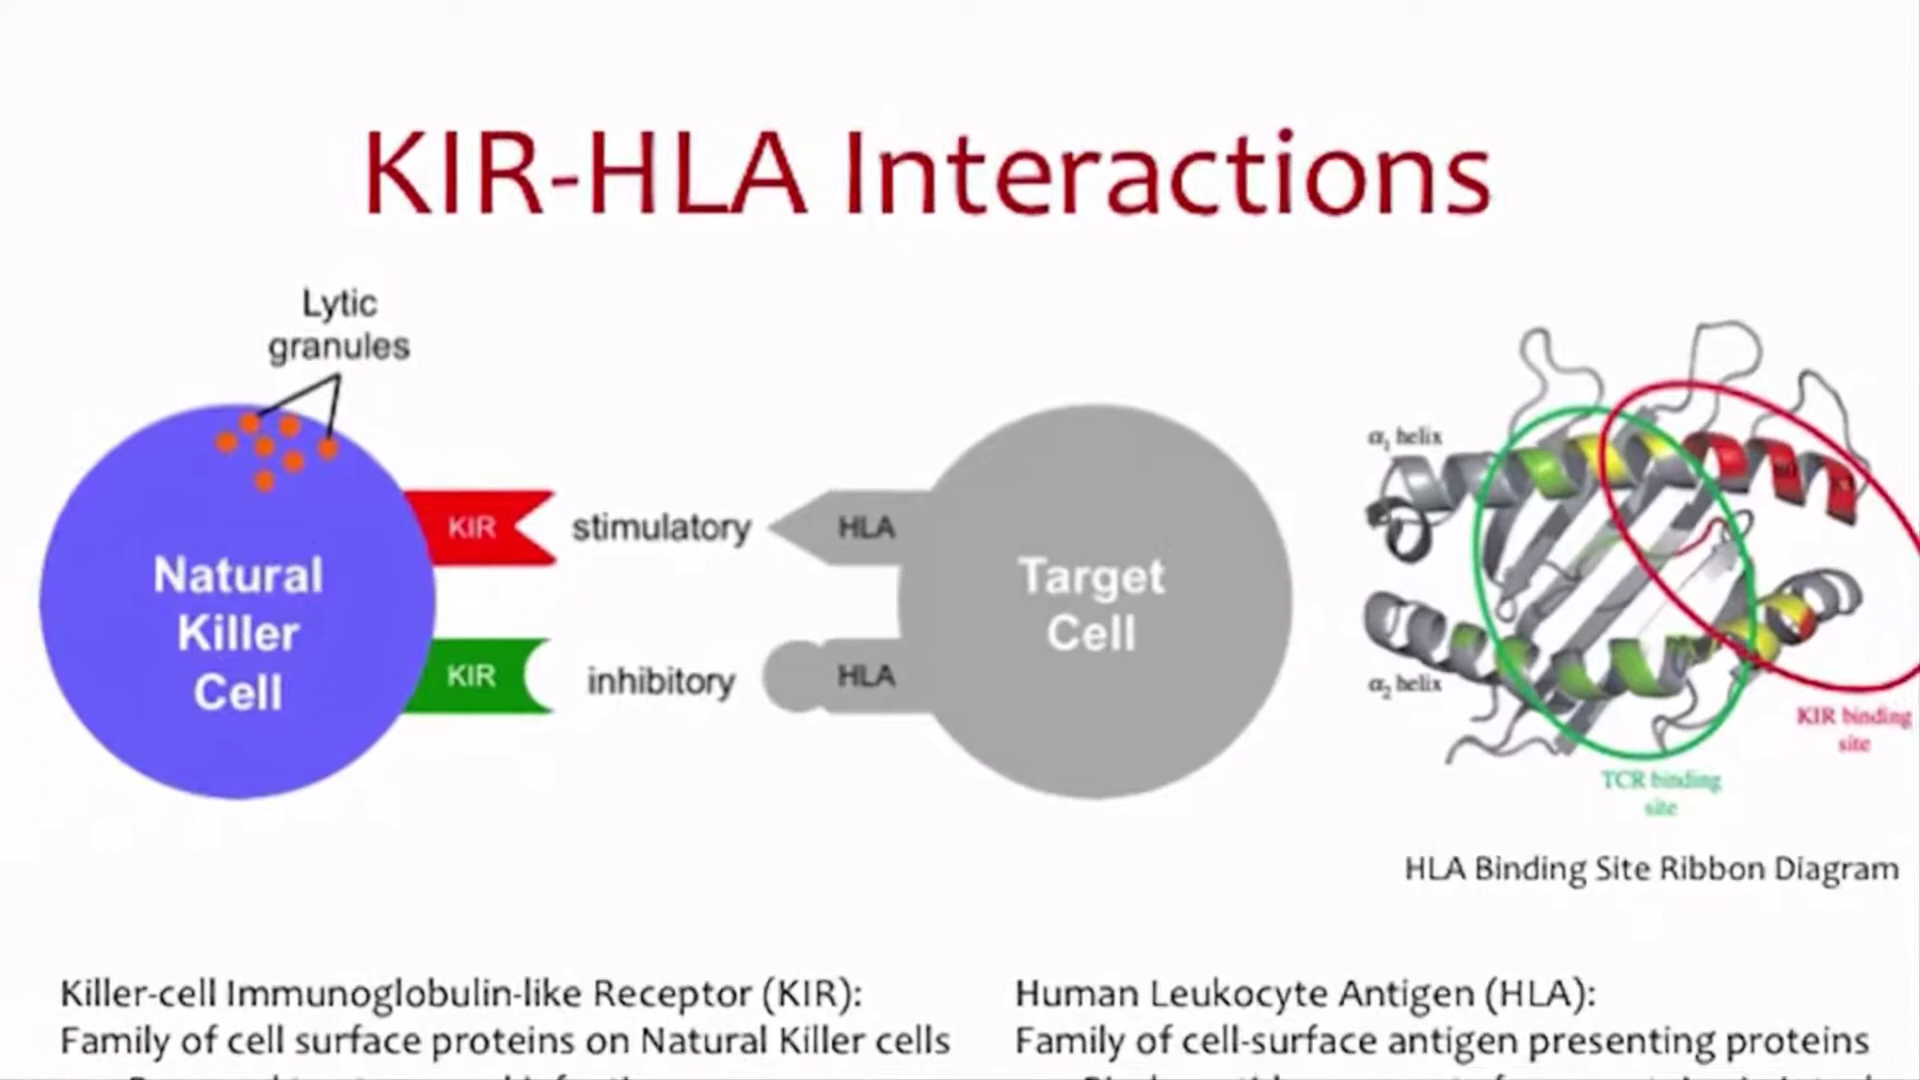 KIR-HLA Interactions
Lytic
granules
Natural
Killer
Cell
KIR
stimulatory
HLA
KIR
inhibitory
HLA
Target
Cell
α₁ helix
α₂ helix
KIR binding
site
TCR binding
site
HLA Binding Site Ribbon Diagram
Killer-cell Immunoglobulin-like Receptor (KIR):
Family of cell surface proteins on Natural Killer cells
Human Leukocyte Antigen (HLA):
Family of cell-surface antigen presenting proteins